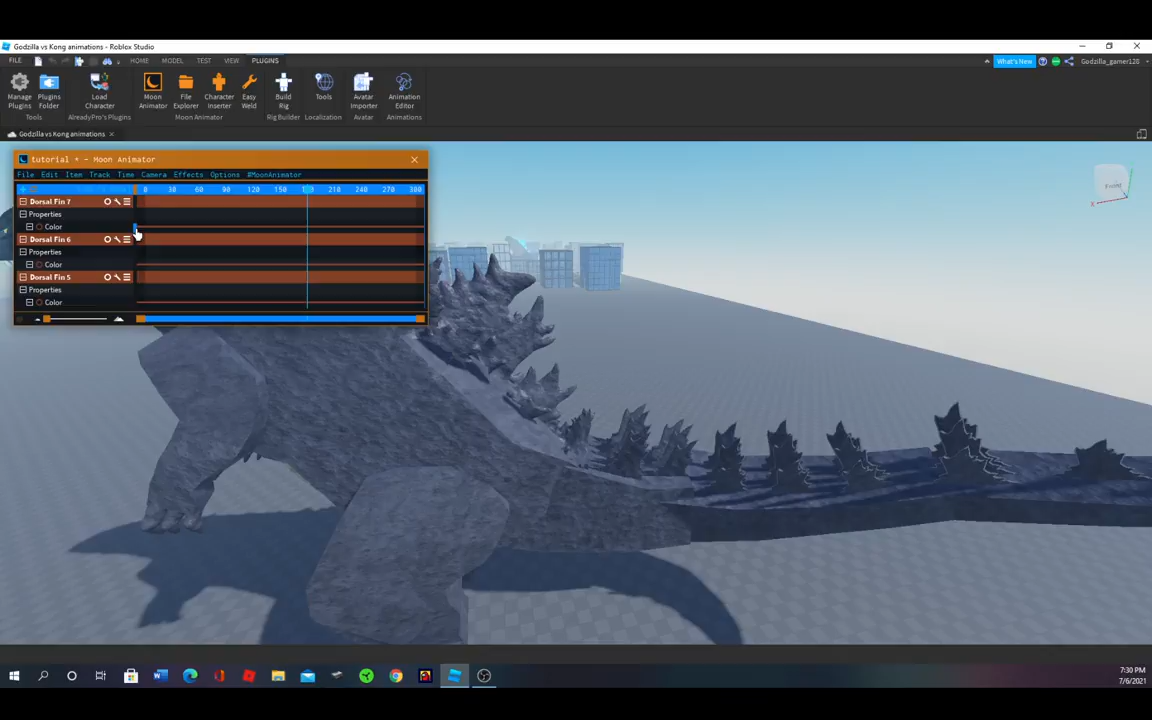 Godzilla vs Kong animations - Roblox Studio
FILE HOME MODEL TEST VIEW PLUGINS What's New Godzilla_gamer128
Manage Plugins
Plugins Folder
Load Character
Moon Animator
File Explorer
Character Inserter
Easy Weld
Build Rig
Tools
Avatar Importer
Animation Editor
Tools AlreadyPro's Plugins Moon Animator Rig Builder Localization Avatar Animations
Godzilla vs Kong animations
tutorial * - Moon Animator
File Edit Item Track Time Camera Effects Options #MoonAnimator
0 30 60 90 120 150 210 240 270 300
Dorsal Fin 7
Properties
Color
Dorsal Fin 6
Properties
Color
Dorsal Fin 5
Properties
Color
7:30 PM
7/6/2021